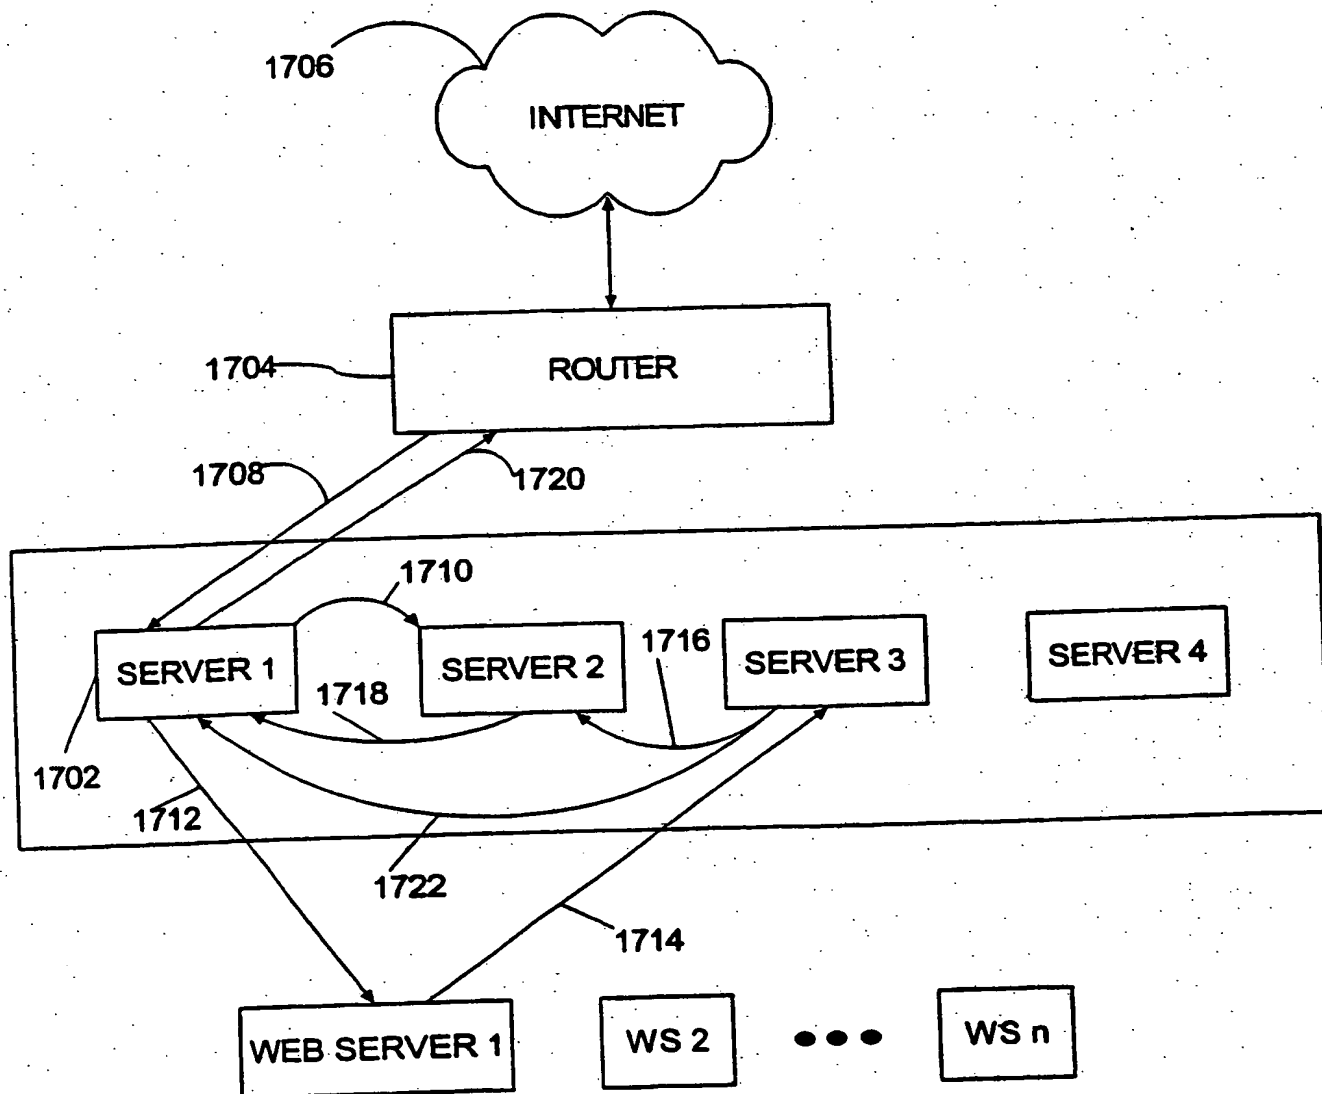 1706
INTERNET
1704
ROUTER
1708
1720
1710
SERVER 1
SERVER 2
1716
SERVER 3
SERVER 4
1718
1702
1712
1722
1714
WEB SERVER 1
WS 2
WS n